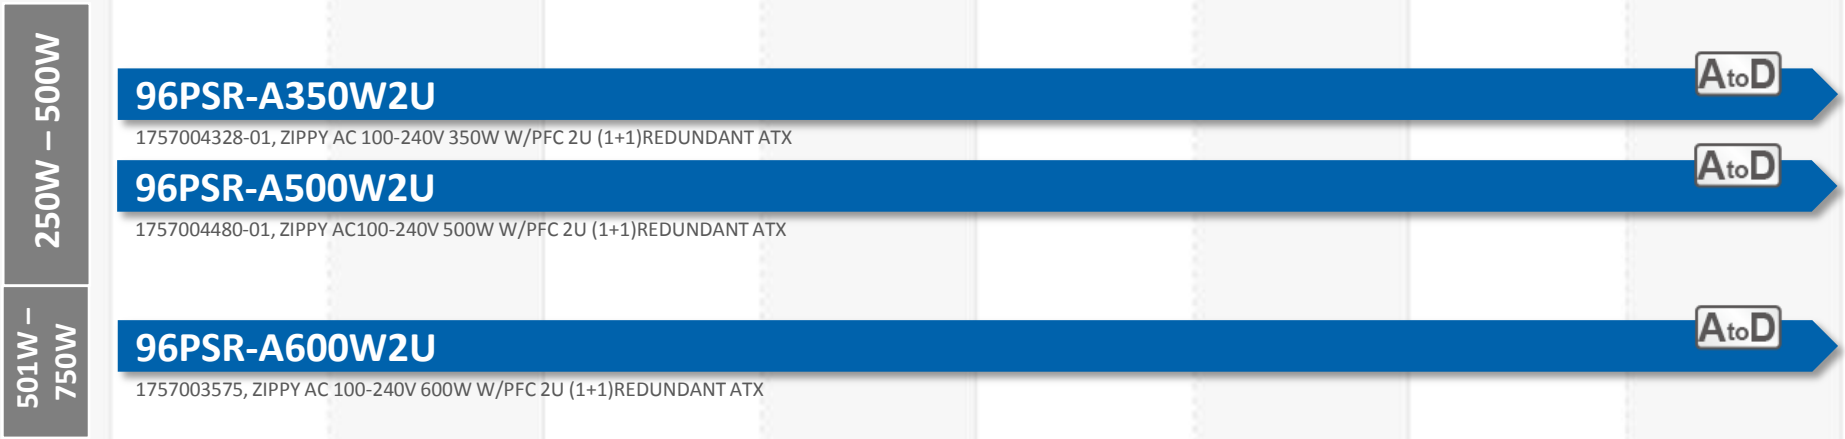 250W – 500W
96PSR-A350W2U
AtoD
1757004328-01, ZIPPY AC 100-240V 350W W/PFC 2U (1+1)REDUNDANT ATX
96PSR-A500W2U
AtoD
1757004480-01, ZIPPY AC100-240V 500W W/PFC 2U (1+1)REDUNDANT ATX
501W –
750W
96PSR-A600W2U
AtoD
1757003575, ZIPPY AC 100-240V 600W W/PFC 2U (1+1)REDUNDANT ATX